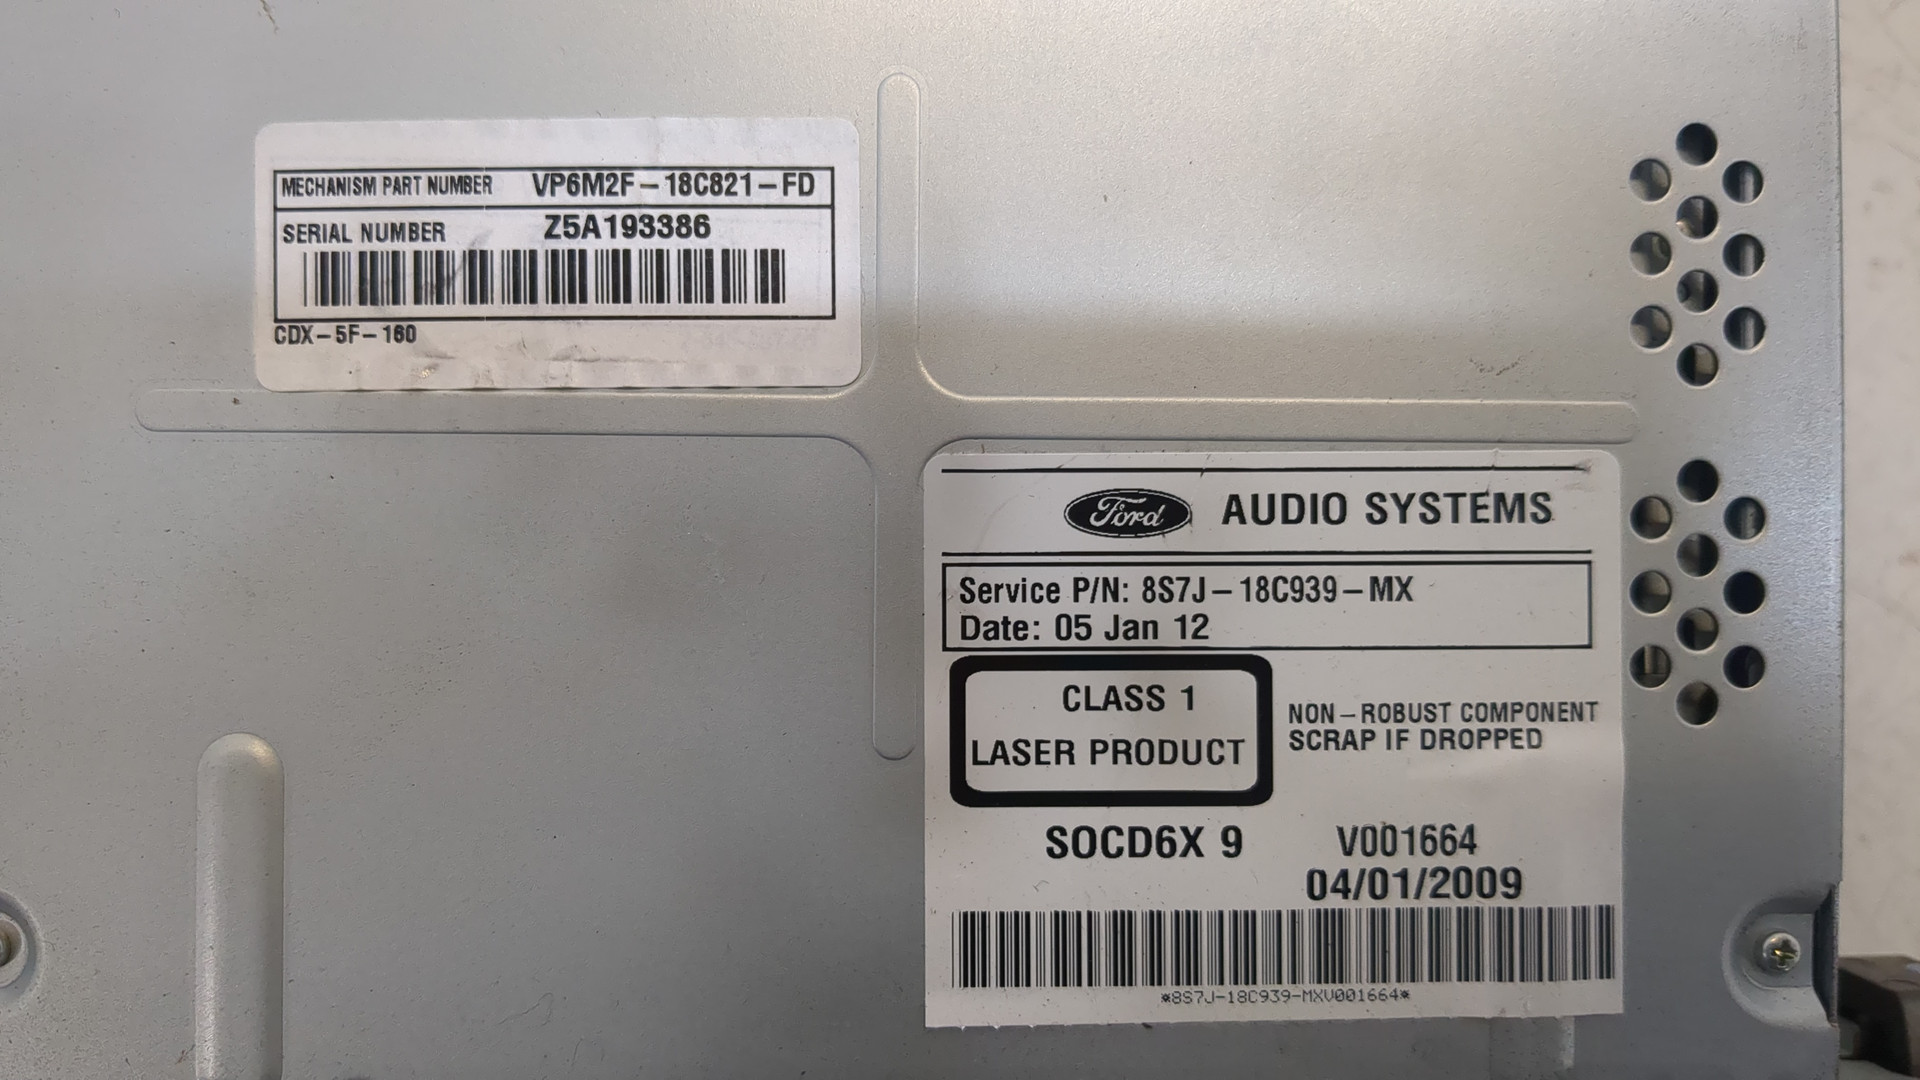 MECHANISM PART NUMBER VP6M2F-18C821-FD
SERIAL NUMBER Z5A193386
CDX-5F-160
Ford AUDIO SYSTEMS
Service P/N: 8S7J-18C939-MX
Date: 05 Jan 12
CLASS 1
LASER PRODUCT
NON-ROBUST COMPONENT
SCRAP IF DROPPED
SOCD6X 9 V001664
04/01/2009
*8S7J-18C939-MXV001664*